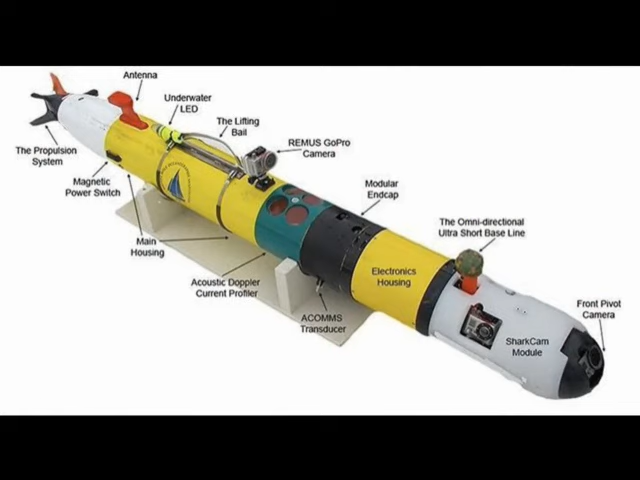 Antenna
Underwater
LED
The Lifting
Bail
REMUS GoPro
Camera
The Propulsion
System
Magnetic
Power Switch
Modular
Endcap
The Omni-directional
Ultra Short Base Line
Main
Housing
Acoustic Doppler
Current Profiler
Electronics
Housing
ACOMMS
Transducer
SharkCam
Module
Front Pivot
Camera